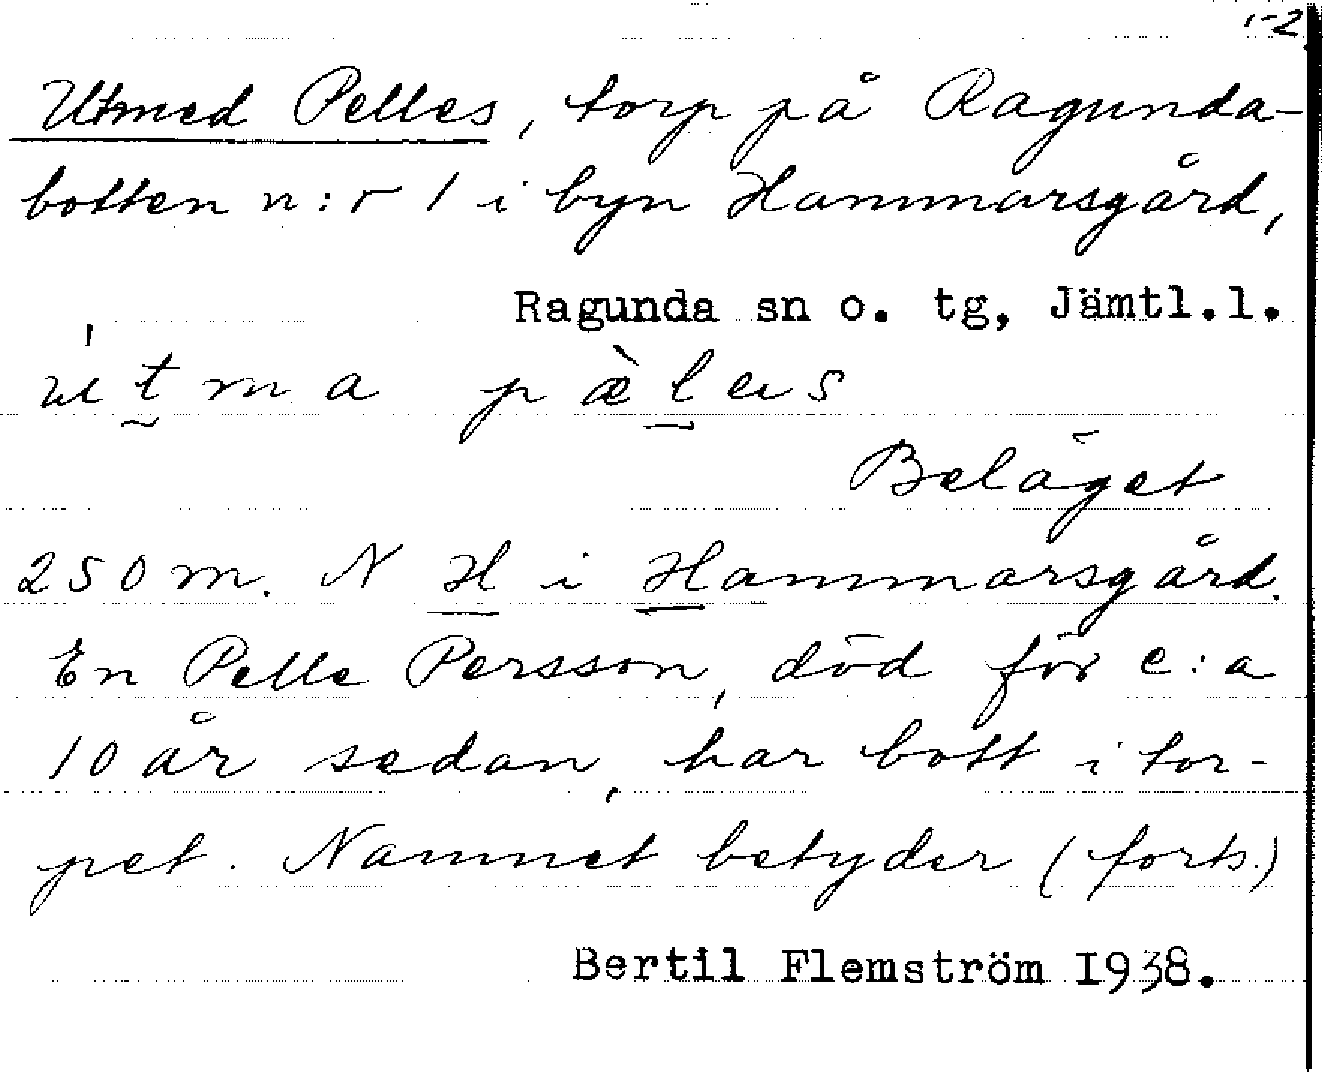 1-2
Utmed Pelles, torp på Ragunda-
botten n:r 1 i byn Hammarsgård,
Ragunda sn o. tg, Jämtl.l.
Beläget
250 m. N H i Hammarsgård.
En Pelle Persson, död för c:a
10 år sedan, har bott i tor-
pet. Namnet betyder (forts.)
Bertil Flemström 1938.